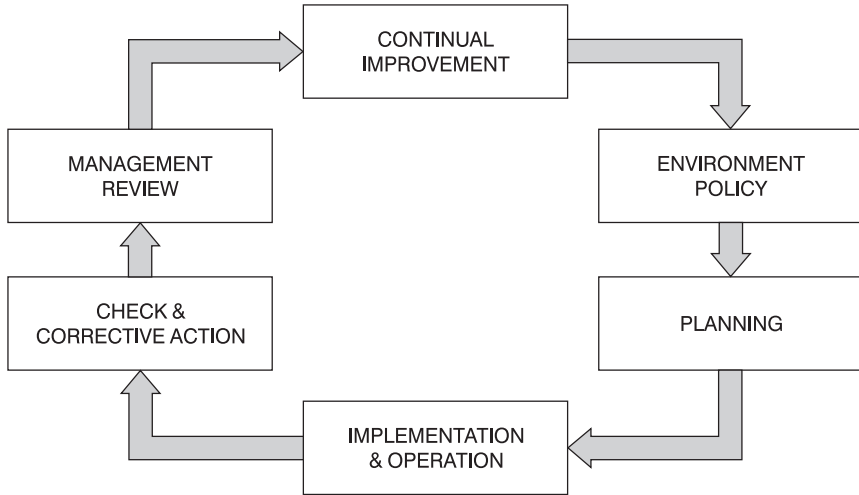 CONTINUAL
IMPROVEMENT
MANAGEMENT
REVIEW
ENVIRONMENT
POLICY
CHECK &
CORRECTIVE ACTION
PLANNING
IMPLEMENTATION
& OPERATION